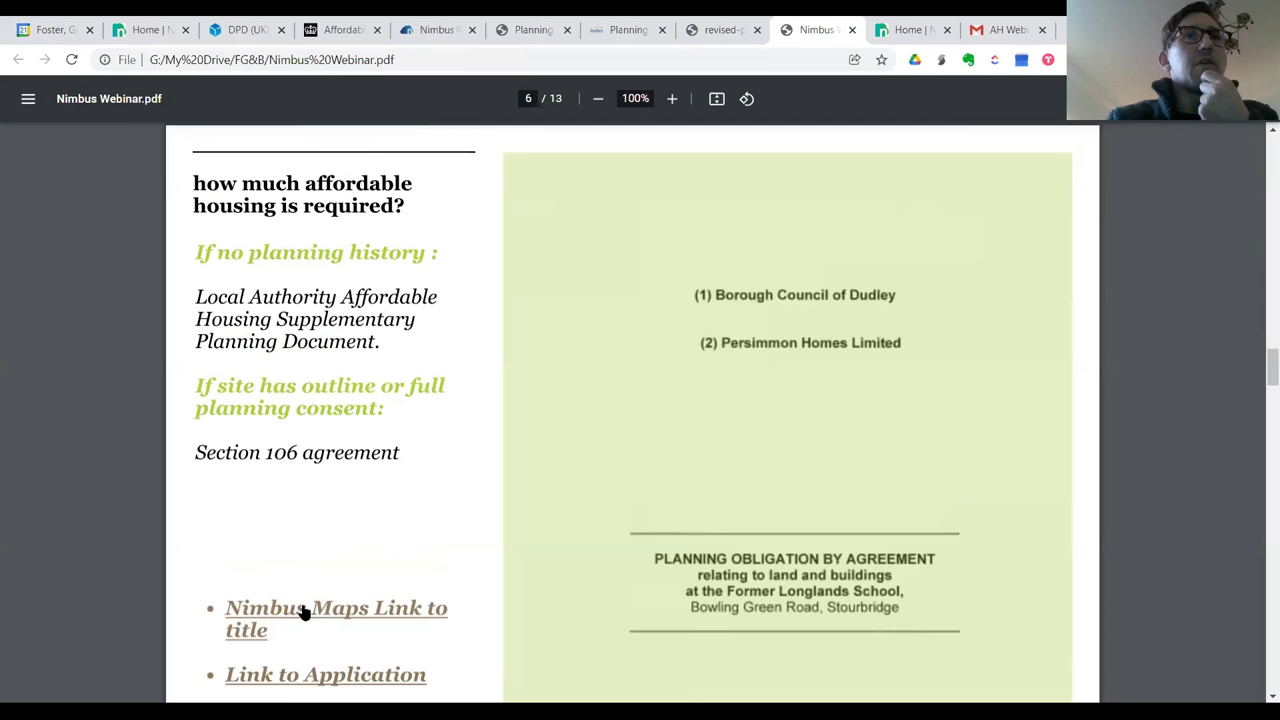 Foster, G
Home | N
DPD (UK
Affordabl
Nimbus
Planning
Planning
revised-p
Nimbus W
Home | N
AH Webi
File
G:/My%20Drive/FG&B/Nimbus%20Webinar.pdf
Nimbus Webinar.pdf
6 / 13
100%
how much affordable
housing is required?
If no planning history :
Local Authority Affordable
Housing Supplementary
Planning Document.
If site has outline or full
planning consent:
Section 106 agreement
• Nimbus Maps Link to
title
• Link to Application
(1) Borough Council of Dudley
(2) Persimmon Homes Limited
PLANNING OBLIGATION BY AGREEMENT
relating to land and buildings
at the Former Longlands School,
Bowling Green Road, Stourbridge